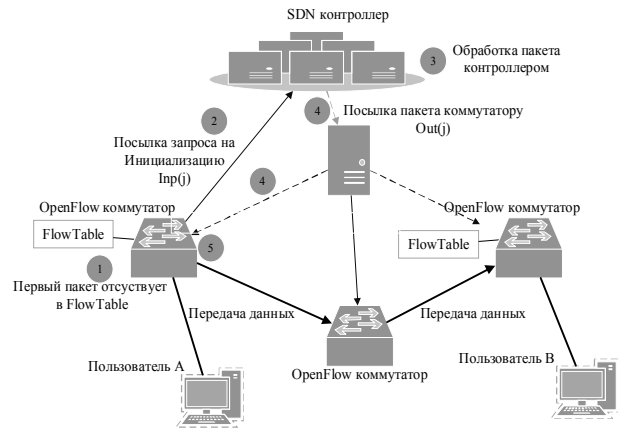 SDN контроллер
3
Обработка пакета
контроллером
2
Посылка запроса на
Инициализацию
Inp(j)
4
Посылка пакета коммутатору
Out(j)
4
OpenFlow коммутатор
FlowTable
5
1
Первый пакет отсуствует
в FlowTable
OpenFlow коммутатор
FlowTable
Передача данных
Передача данных
OpenFlow коммутатор
Пользователь А
Пользователь В